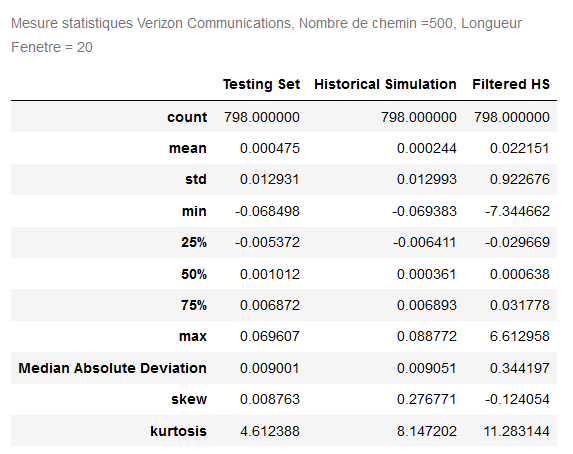 Mesure statistiques Verizon Communications, Nombre de chemin =500, Longueur
Fenetre = 20
Testing Set Historical Simulation Filtered HS
count 798.000000 798.000000 798.000000
mean 0.000475 0.000244 0.022151
std 0.012931 0.012993 0.922676
min -0.068498 -0.069383 -7.344662
25% -0.005372 -0.006411 -0.029669
50% 0.001012 0.000361 0.000638
75% 0.006872 0.006893 0.031778
max 0.069607 0.088772 6.612958
Median Absolute Deviation 0.009001 0.009051 0.344197
skew 0.008763 0.276771 -0.124054
kurtosis 4.612388 8.147202 11.283144